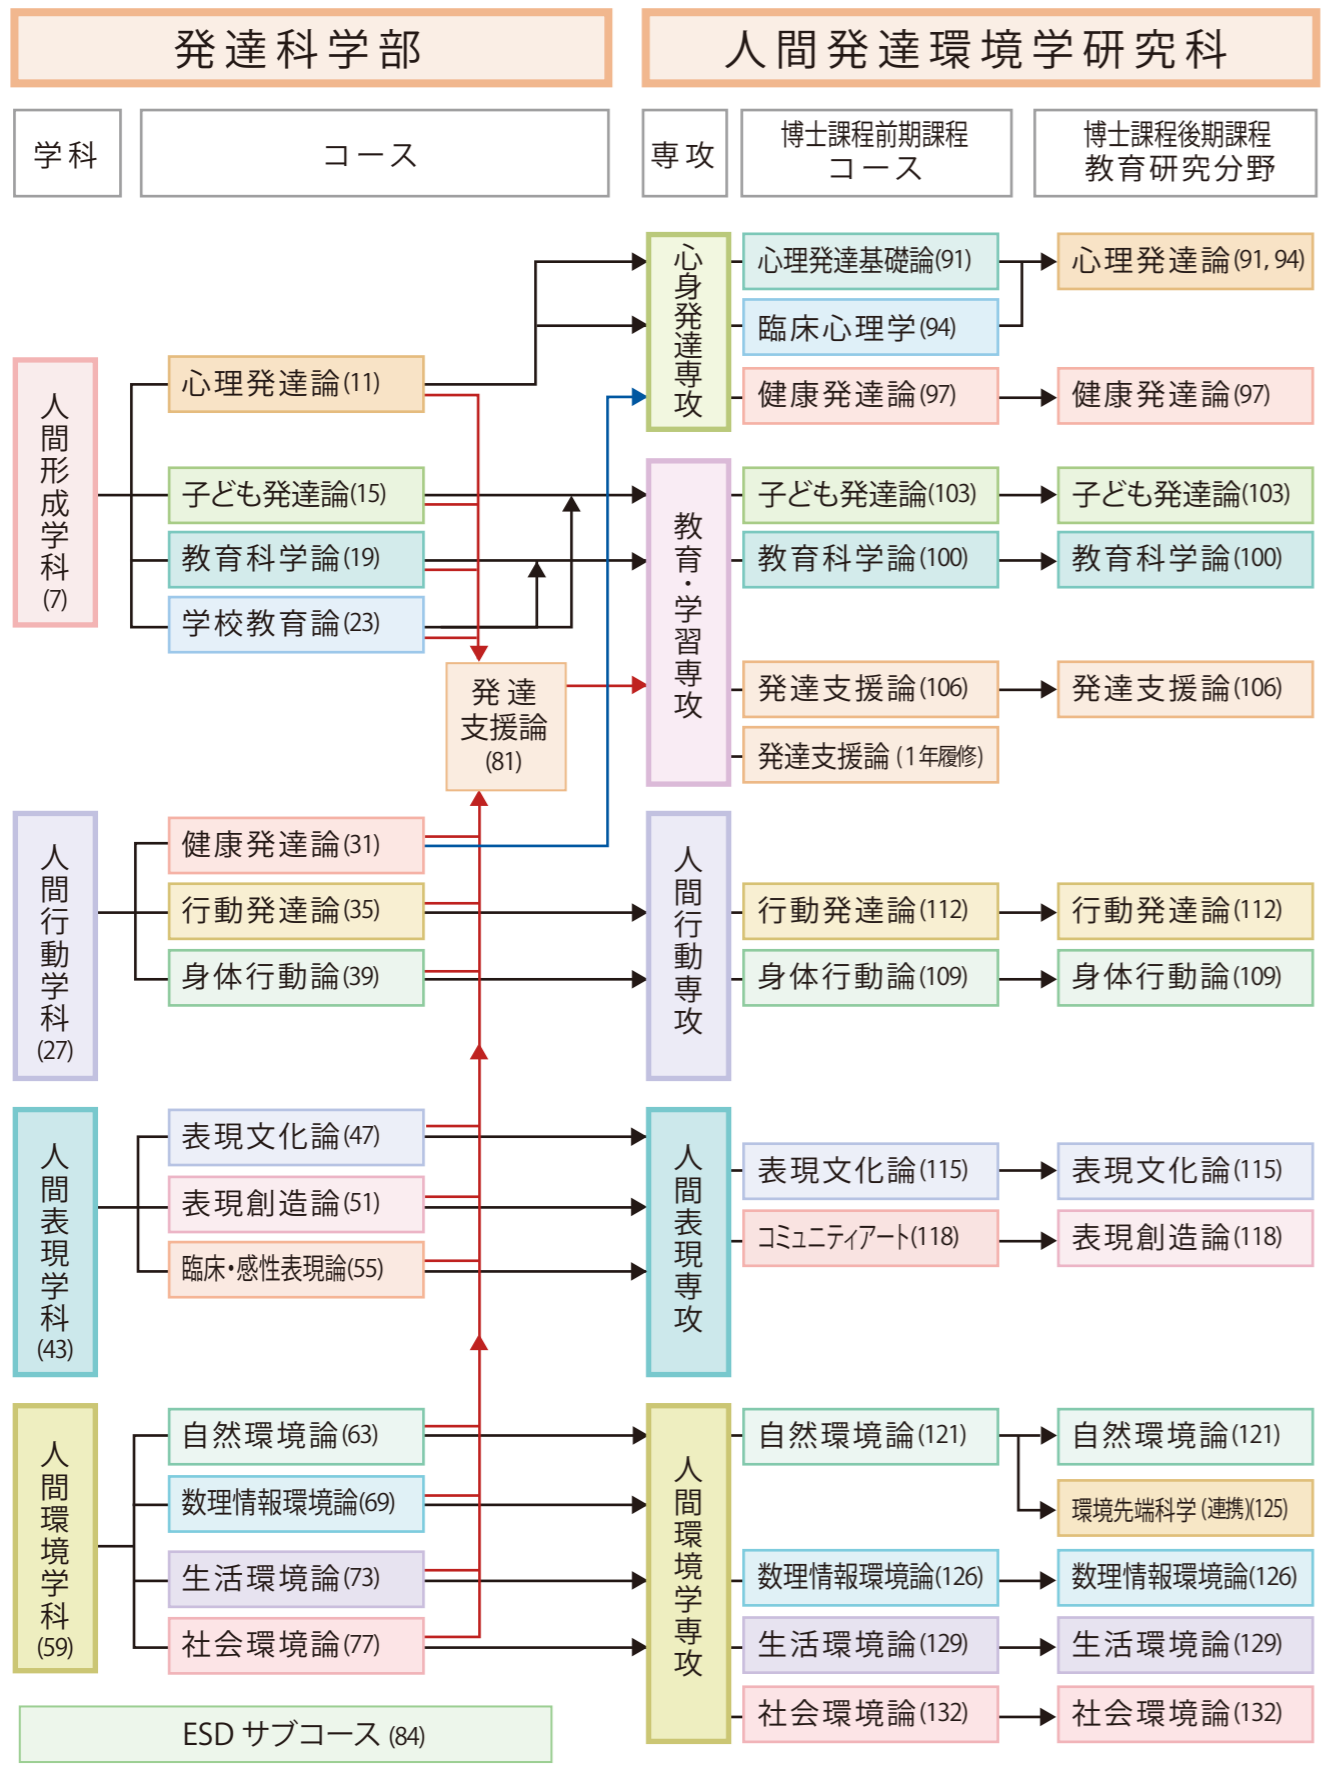 発達科学部
人間発達環境学研究科
学科
コース
専攻
博士課程前期課程
コース
博士課程後期課程
教育研究分野
人間形成学科
(7)
心理発達論(11)
子ども発達論(15)
教育科学論(19)
学校教育論(23)
発達
支援論
(81)
人間行動学科
(27)
健康発達論(31)
行動発達論(35)
身体行動論(39)
人間表現学科
(43)
表現文化論(47)
表現創造論(51)
臨床・感性表現論(55)
人間環境学科
(59)
自然環境論(63)
数理情報環境論(69)
生活環境論(73)
社会環境論(77)
ESD サブコース (84)
心身発達専攻
心理発達基礎論(91)
心理発達論(91, 94)
臨床心理学(94)
健康発達論(97)
健康発達論(97)
教育・学習専攻
子ども発達論(103)
子ども発達論(103)
教育科学論(100)
教育科学論(100)
発達支援論(106)
発達支援論(106)
発達支援論 (1年履修)
人間行動専攻
行動発達論(112)
行動発達論(112)
身体行動論(109)
身体行動論(109)
人間表現専攻
表現文化論(115)
表現文化論(115)
コミュニティアート(118)
表現創造論(118)
人間環境学専攻
自然環境論(121)
自然環境論(121)
環境先端科学 (連携)(125)
数理情報環境論(126)
数理情報環境論(126)
生活環境論(129)
生活環境論(129)
社会環境論(132)
社会環境論(132)